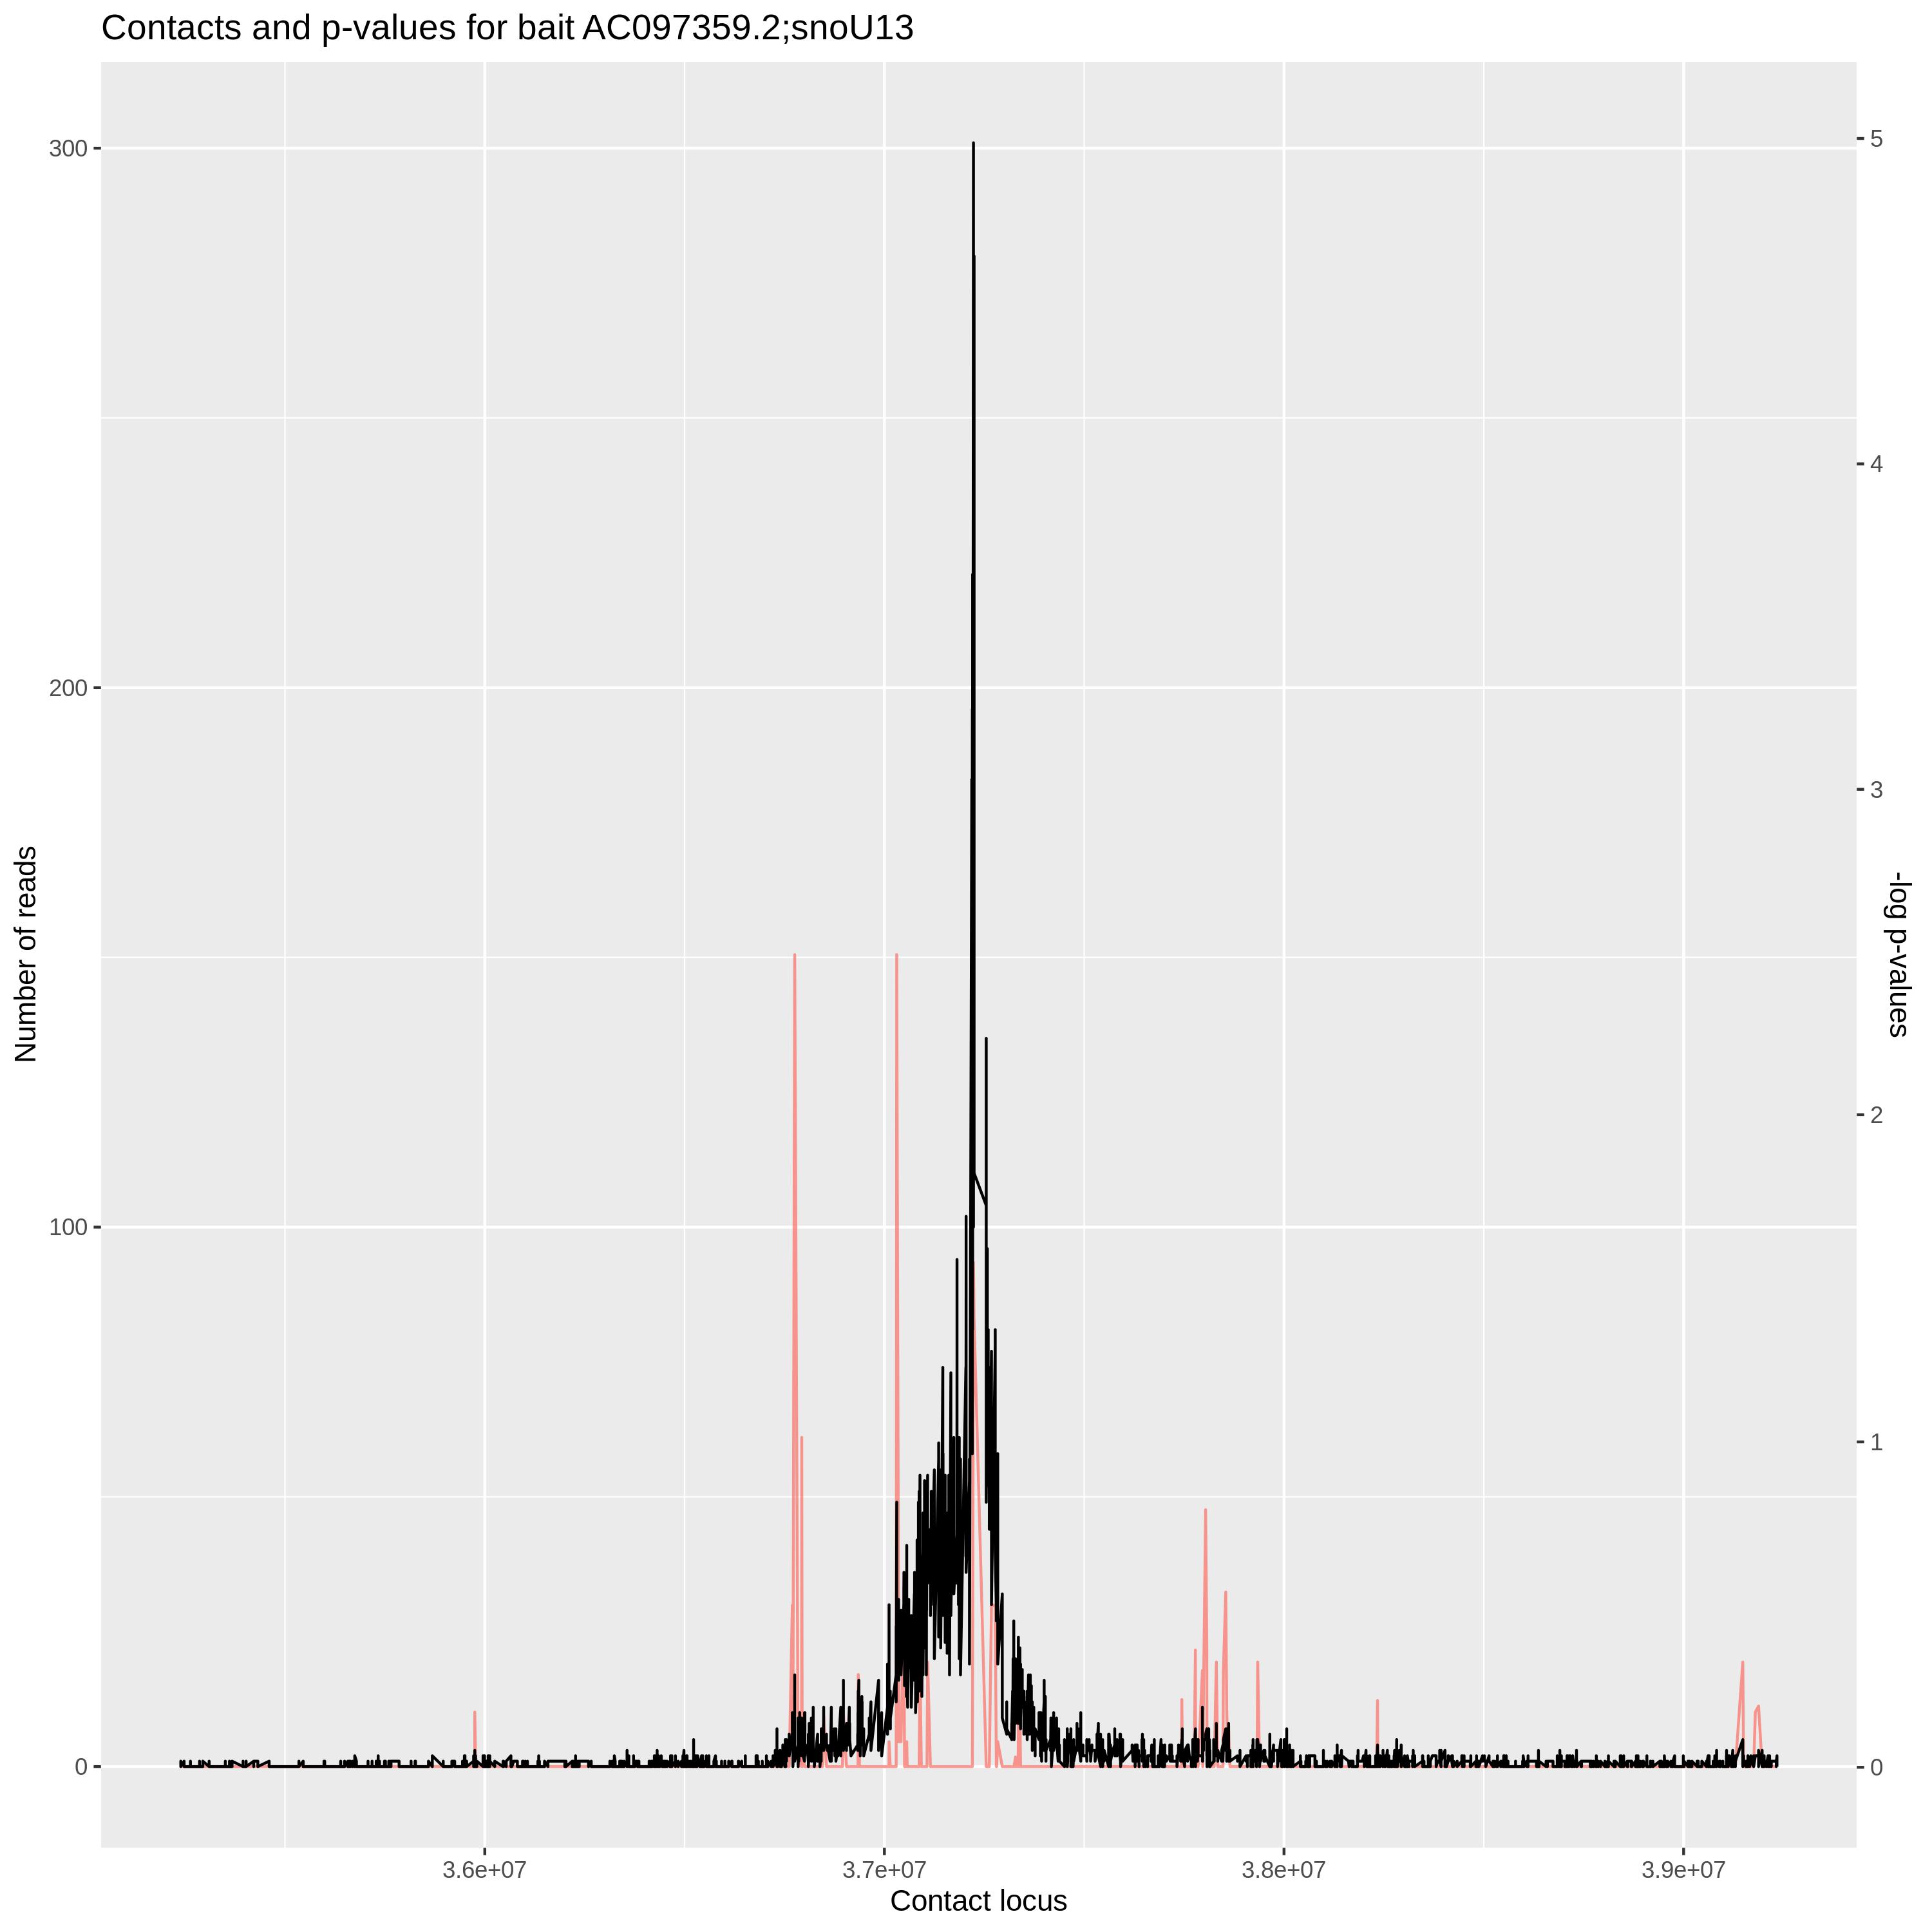 Contacts and p-values for bait AC097359.2;snoU13
300
200
100
0
Number of reads
5
4
3
2
1
0
-log p-values
3.6e+07
3.7e+07
3.8e+07
3.9e+07
Contact locus